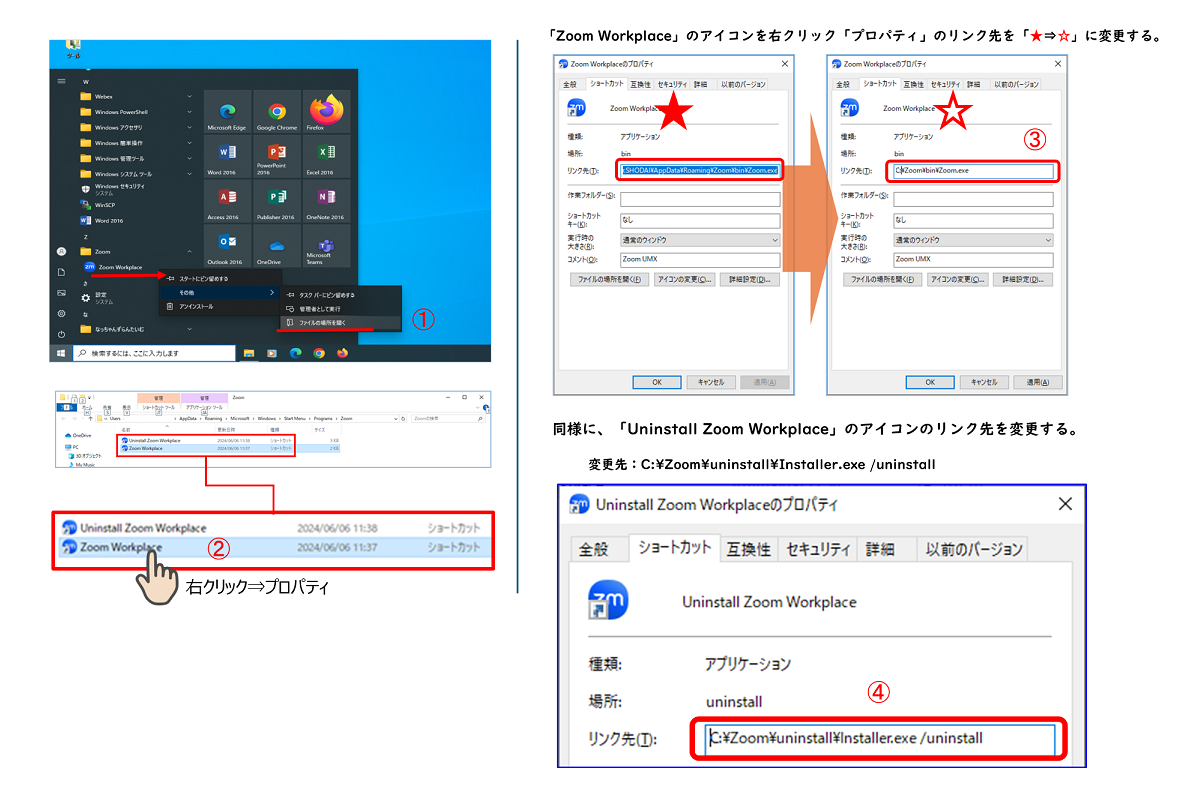 ツール
W
Webex
Windows PowerShell
Windows アクセサリ
Windows 簡単操作
Windows 管理ツール
Windows システム ツール
Windows セキュリティ
システム
WinSCP
Word 2016
Z
Zoom
Zoom Workplace
さ
設定
システム
な
なっちゃんずらんたいむ
Microsoft Edge
Google Chrome
Firefox
Word 2016
PowerPoint 2016
Excel 2016
Access 2016
Publisher 2016
OneNote 2016
Outlook 2016
OneDrive
Microsoft Teams
スタートにピン留めする
その他
アンインストール
タスク バーにピン留めする
管理者として実行
ファイルの場所を開く
①
検索するには、ここに入力します
管理
管理
Zoom
ホーム
共有
表示
ショートカット ツール
アプリケーション ツール
Users
AppData › Roaming › Microsoft › Windows › Start Menu › Programs › Zoom
Zoomの検索
名前
更新日時
種類
サイズ
OneDrive
PC
3D オブジェクト
My Music
Uninstall Zoom Workplace
2024/06/06 11:38
ショートカット
3 KB
Zoom Workplace
2024/06/06 11:37
ショートカット
2 KB
Uninstall Zoom Workplace 2024/06/06 11:38 ショートカット
Zoom Workplace 2024/06/06 11:37 ショートカット
②
右クリック⇒プロパティ
「Zoom Workplace」のアイコンを右クリック「プロパティ」のリンク先を「★⇒☆」に変更する。
Zoom Workplaceのプロパティ
全般 ショートカット 互換性 セキュリティ 詳細 以前のバージョン
Zoom Workplace
種類: アプリケーション
場所: bin
リンク先(T): :SHODAI¥AppData¥Roaming¥Zoom¥bin¥Zoom.exe
作業フォルダー(S):
ショートカット キー(K): なし
実行時の 大きさ(R): 通常のウィンドウ
コメント(O): Zoom UMX
ファイルの場所を開く(F) アイコンの変更(C)... 詳細設定(D)...
OK キャンセル 適用(A)
Zoom Workplaceのプロパティ
全般 ショートカット 互換性 セキュリティ 詳細 以前のバージョン
Zoom Workplace
③
種類: アプリケーション
場所: bin
リンク先(T): C:¥Zoom¥bin¥Zoom.exe
作業フォルダー(S):
ショートカット キー(K): なし
実行時の 大きさ(R): 通常のウィンドウ
コメント(O): Zoom UMX
ファイルの場所を開く(F) アイコンの変更(C)... 詳細設定(D)...
OK キャンセル 適用(A)
同様に、「Uninstall Zoom Workplace」のアイコンのリンク先を変更する。
変更先：C:¥Zoom¥uninstall¥Installer.exe /uninstall
Uninstall Zoom Workplaceのプロパティ
全般 ショートカット 互換性 セキュリティ 詳細 以前のバージョン
zm
Uninstall Zoom Workplace
種類: アプリケーション
場所: uninstall
④
リンク先(T): C:¥Zoom¥uninstall¥Installer.exe /uninstall